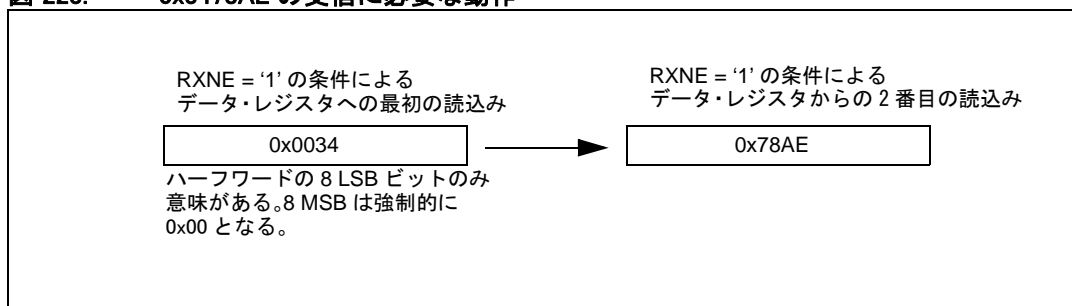 RXNE = ‘1’ の条件による
データ・レジスタへの最初の読込み
0x0034
ハーフワードの 8 LSB ビットのみ
意味がある。8 MSB は強制的に
0x00 となる。
RXNE = ‘1’ の条件による
データ・レジスタからの 2 番目の読込み
0x78AE